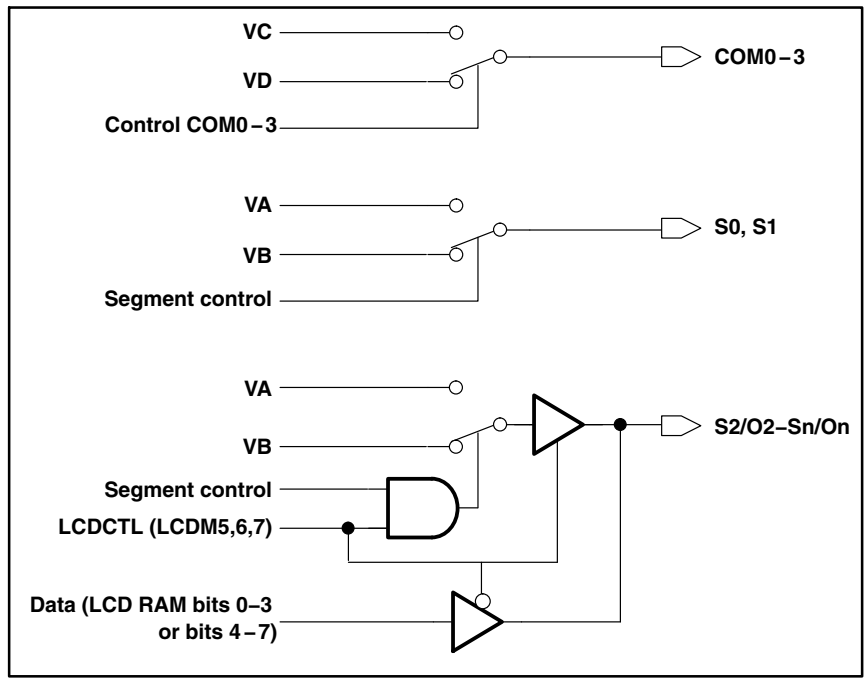 VC
COM0−3
VD
Control COM0−3
VA
S0, S1
VB
Segment control
VA
S2/O2−Sn/On
VB
Segment control
LCDCTL (LCDM5,6,7)
Data (LCD RAM bits 0−3
or bits 4−7)